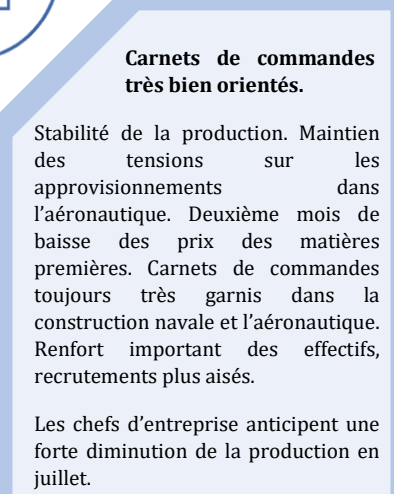 Carnets de commandes
très bien orientés.
Stabilité de la production. Maintien
des tensions sur les
approvisionnements dans
l’aéronautique. Deuxième mois de
baisse des prix des matières
premières. Carnets de commandes
toujours très garnis dans la
construction navale et l’aéronautique.
Renfort important des effectifs,
recrutements plus aisés.
Les chefs d’entreprise anticipent une
forte diminution de la production en
juillet.